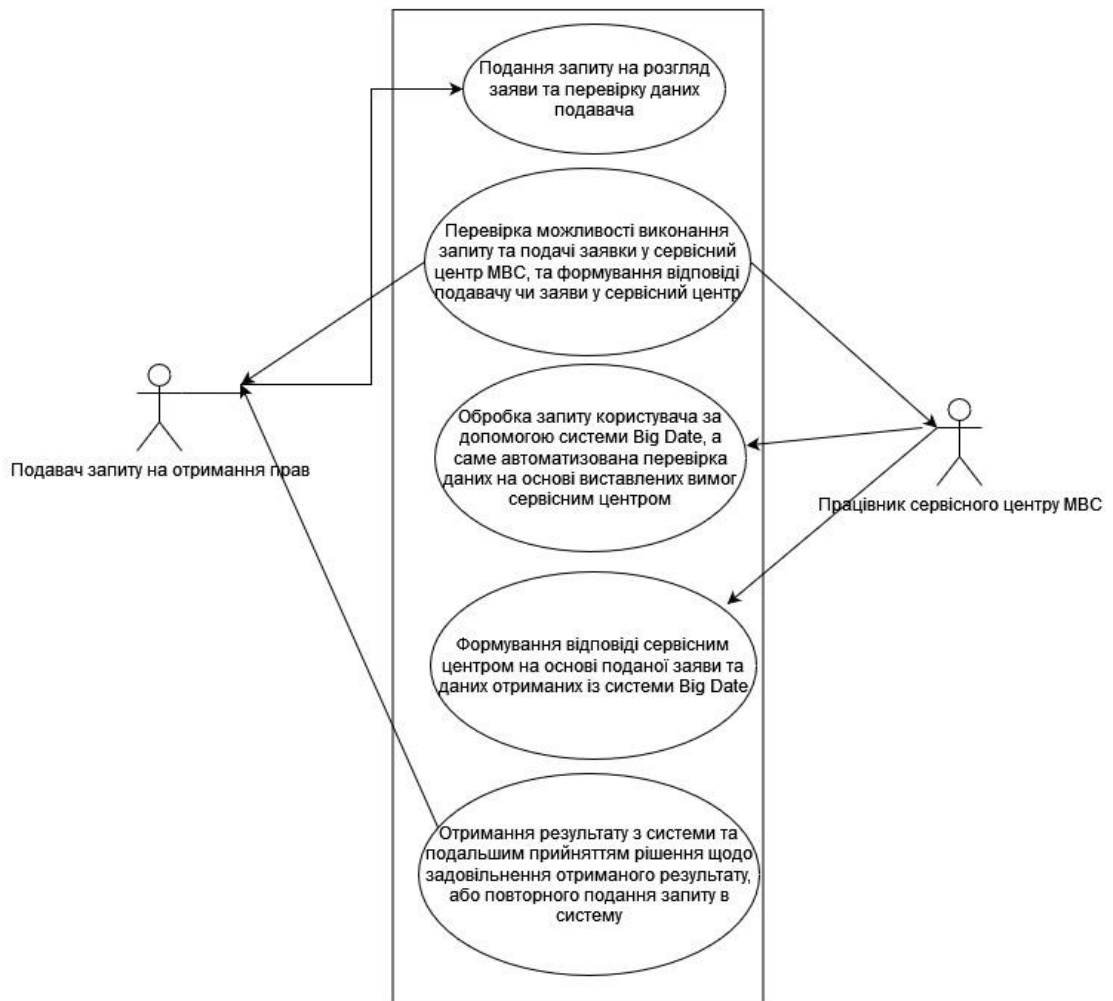 Подання запиту на розгляд
заяви та перевірку даних
подавача
Перевірка можливості виконання
запиту та подачі заявки у сервісний
центр МВС, та формування відповіді
подавачу чи заяви у сервісний центр
Подавач запиту на отримання прав
Обробка запиту користувача за
допомогою системи Big Date, а
саме автоматизована перевірка
даних на основі виставлених вимог
сервісним центром
Працівник сервісного центру МВС
Формування відповіді сервісним
центром на основі поданої заяви та
даних отриманих із системи Big Date
Отримання результату з системи та
подальшим прийняттям рішення щодо
задовільнення отриманого результату,
або повторного подання запиту в
систему